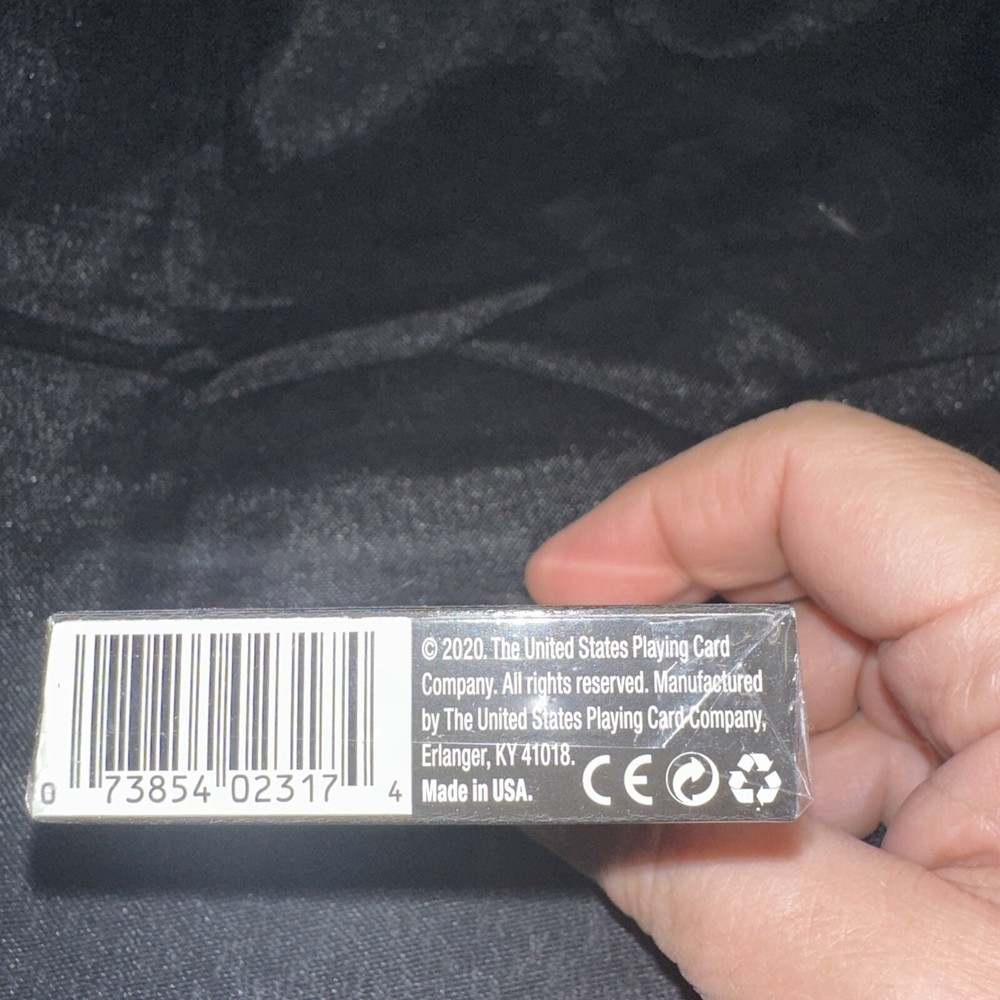 © 2020. The United States Playing Card
Company. All rights reserved. Manufactured
by The United States Playing Card Company,
Erlanger, KY 41018.
Made in USA.
CE
0 73854 02317 4